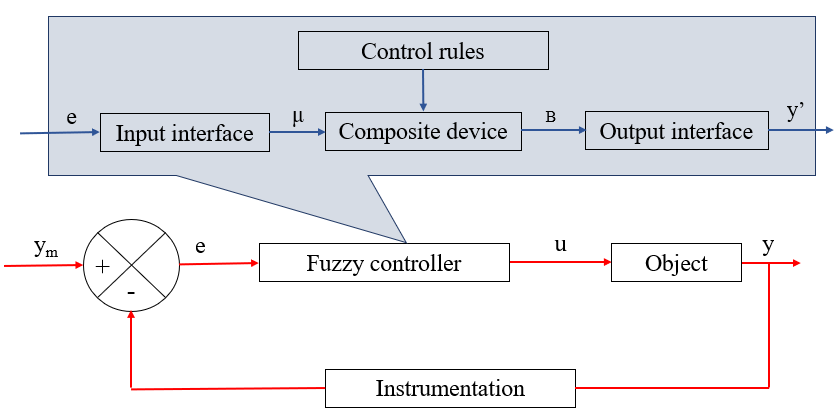 Control rules
e
Input interface
μ
Composite device
в
Output interface
y’
yₘ
+
-
e
Fuzzy controller
u
Object
y
Instrumentation